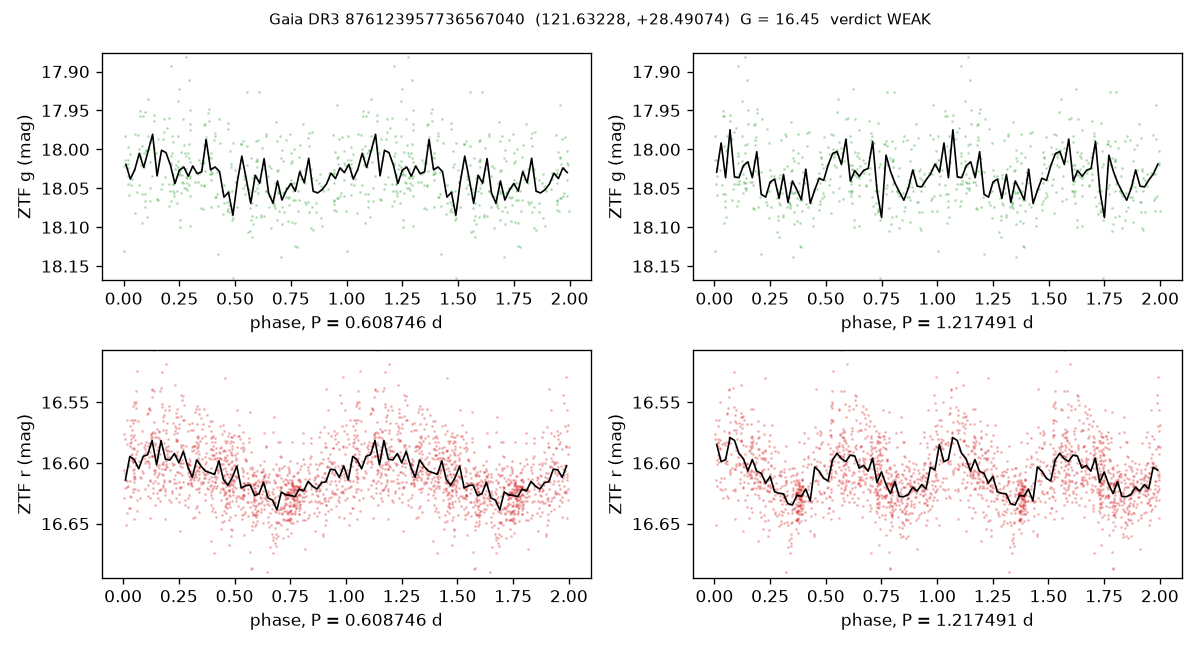 Gaia DR3 876123957736567040  (121.63228, +28.49074)  G = 16.45  verdict WEAK
ZTF g (mag)
17.90
17.95
18.00
18.05
18.10
18.15
0.00 0.25 0.50 0.75 1.00 1.25 1.50 1.75 2.00
phase, P = 0.608746 d
ZTF g (mag)
17.90
17.95
18.00
18.05
18.10
18.15
0.00 0.25 0.50 0.75 1.00 1.25 1.50 1.75 2.00
phase, P = 1.217491 d
ZTF r (mag)
16.55
16.60
16.65
0.00 0.25 0.50 0.75 1.00 1.25 1.50 1.75 2.00
phase, P = 0.608746 d
ZTF r (mag)
16.55
16.60
16.65
0.00 0.25 0.50 0.75 1.00 1.25 1.50 1.75 2.00
phase, P = 1.217491 d